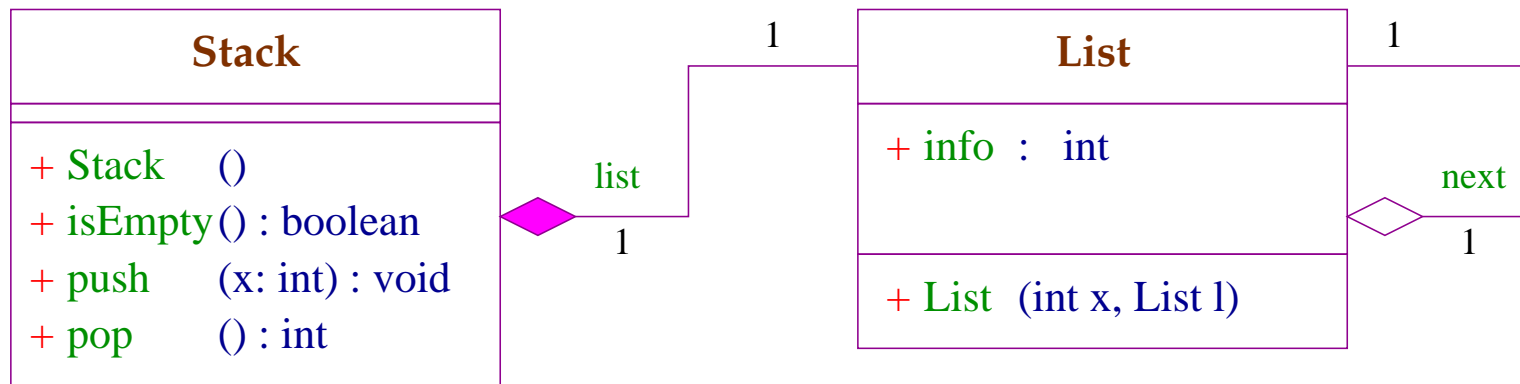 Stack
+ Stack ()
+ isEmpty () : boolean
+ push (x: int) : void
+ pop () : int
list
1
1
List
+ info : int
+ List (int x, List l)
1
next
1